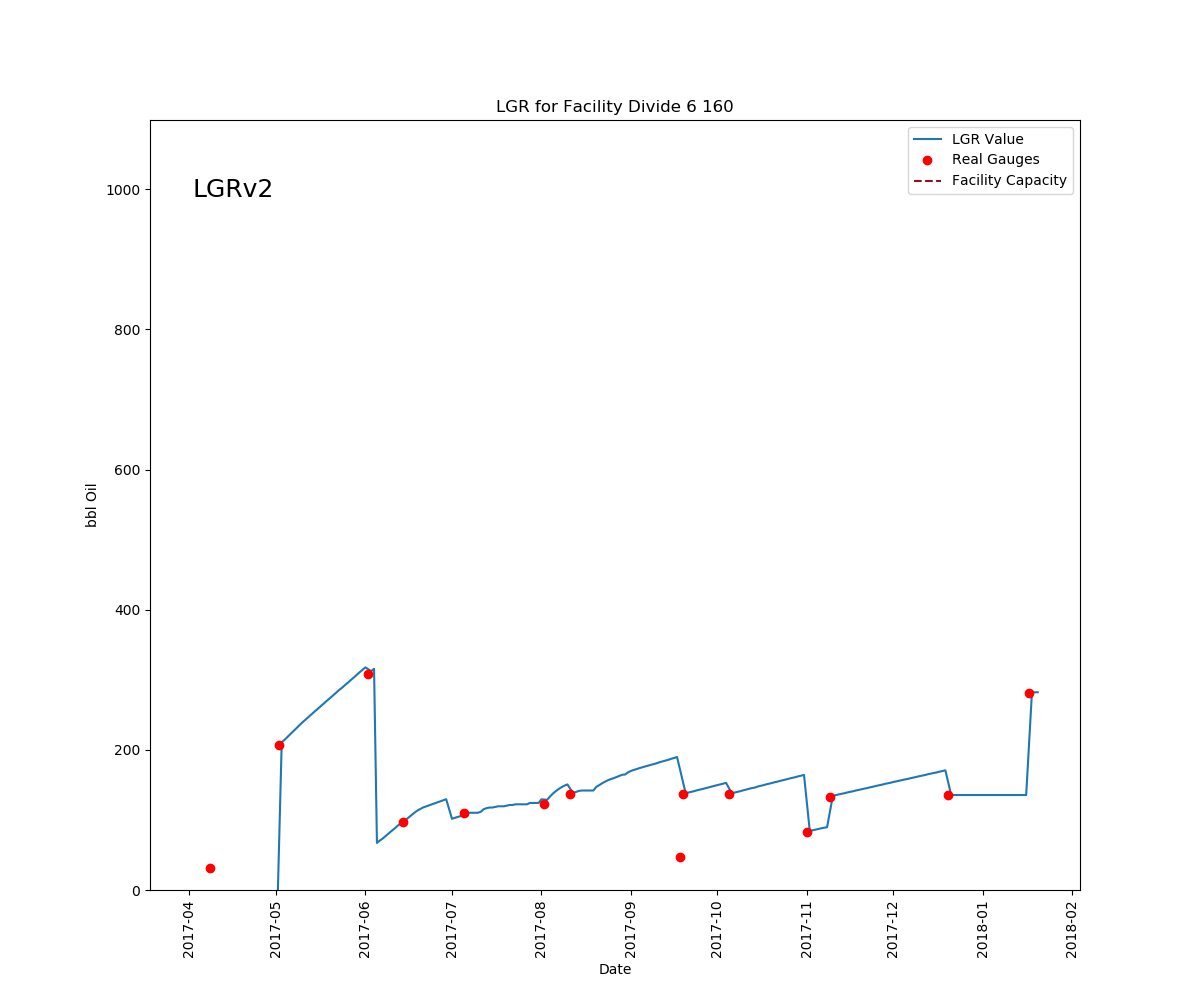 LGR for Facility Divide 6 160
LGR Value
Real Gauges
Facility Capacity
LGRv2
1000
800
600
400
200
0
bbl Oil
2017-04
2017-05
2017-06
2017-07
2017-08
2017-09
2017-10
2017-11
2017-12
2018-01
2018-02
Date